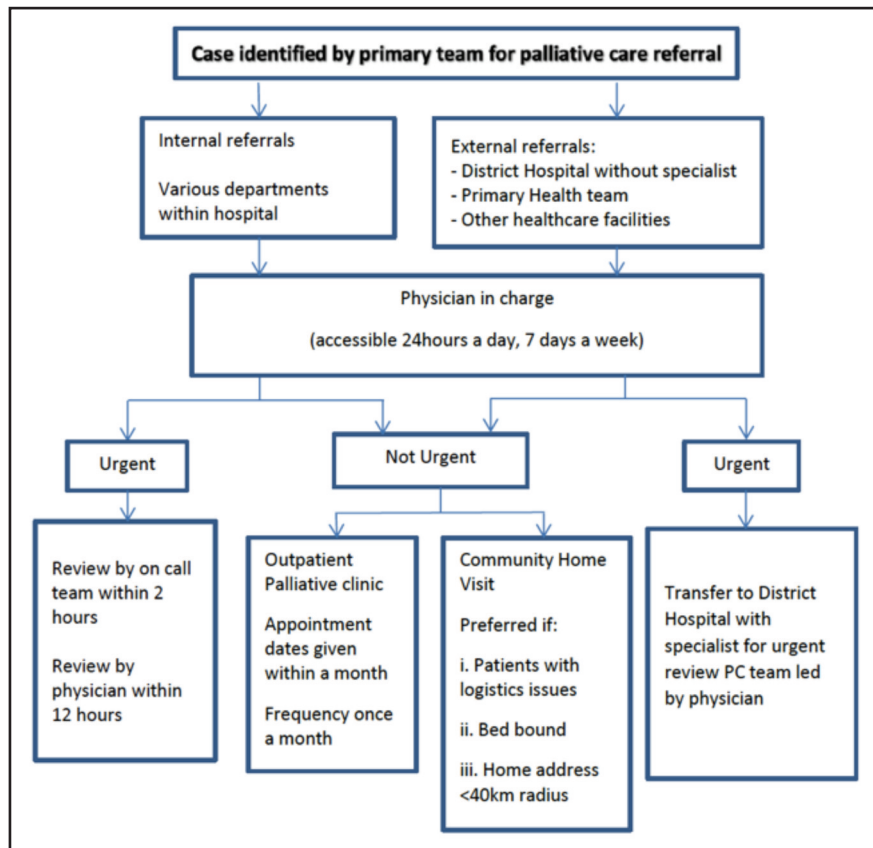 Case identified by primary team for palliative care referral
Internal referrals
Various departments
within hospital
External referrals:
- District Hospital without specialist
- Primary Health team
- Other healthcare facilities
Physician in charge
(accessible 24hours a day, 7 days a week)
Urgent
Not Urgent
Urgent
Review by on call
team within 2
hours
Review by
physician within
12 hours
Outpatient
Palliative clinic
Appointment
dates given
within a month
Frequency once
a month
Community Home
Visit
Preferred if:
i. Patients with
logistics issues
ii. Bed bound
iii. Home address
<40km radius
Transfer to District
Hospital with
specialist for urgent
review PC team led
by physician